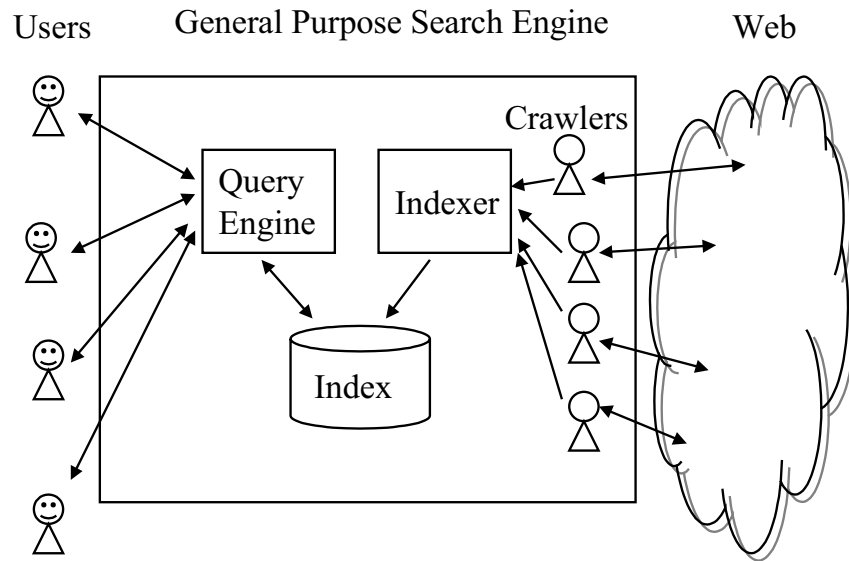 Users
General Purpose Search Engine
Web
Crawlers
Query
Engine
Indexer
Index